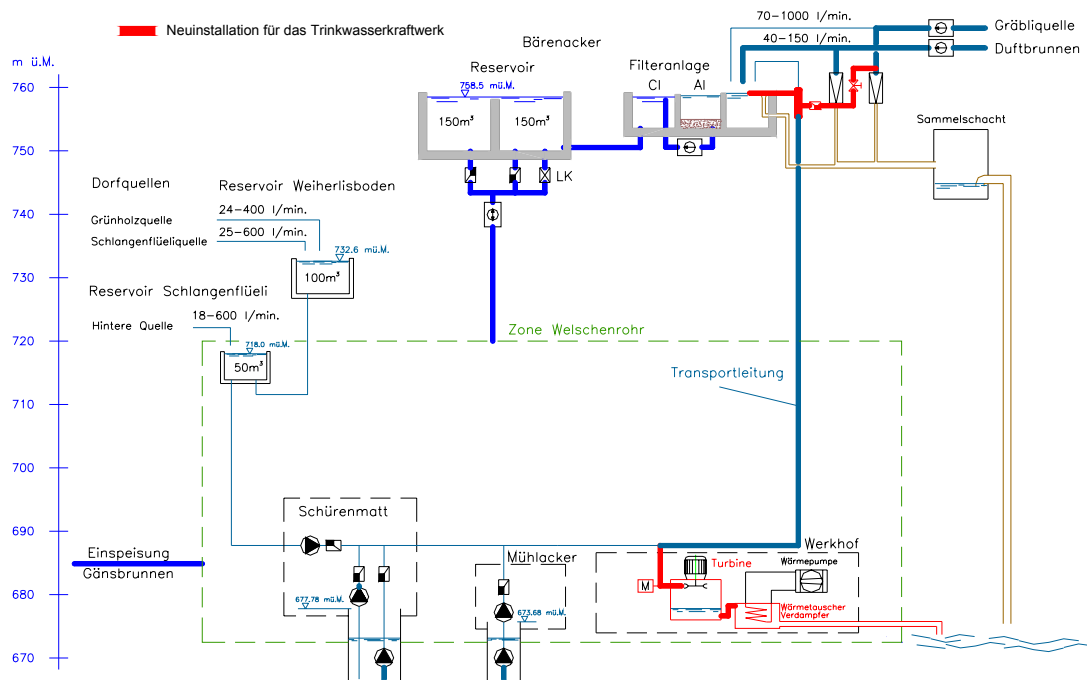 70-1000 l/min.
Neuinstallation für das Trinkwasserkraftwerk
Gräbliquelle
40-150 l/min.
Bärenacker
Duftbrunnen
m ü.M.
Reservoir
Filteranlage
760
758.5 mü.M.
Cl
Al
150m³
150m³
Sammelschacht
750
LK
Dorfquellen
Reservoir Weiherlisboden
24-400 l/min.
740
Grünholzquelle
25-600 l/min.
Schlangenflüeliquelle
732.6 mü.M.
730
100m³
Reservoir Schlangenflüeli
18-600 l/min.
Hintere Quelle
Zone Welschenrohr
720
718.0 mü.M.
50m³
Transportleitung
710
700
Schürenmatt
690
Werkhof
Einspeisung
Mühlacker
Turbine
Wärmepumpe
Gänsbrunnen
M
680
677.78 mü.M.
673.68 mü.M.
Wärmetauscher
Verdampfer
670